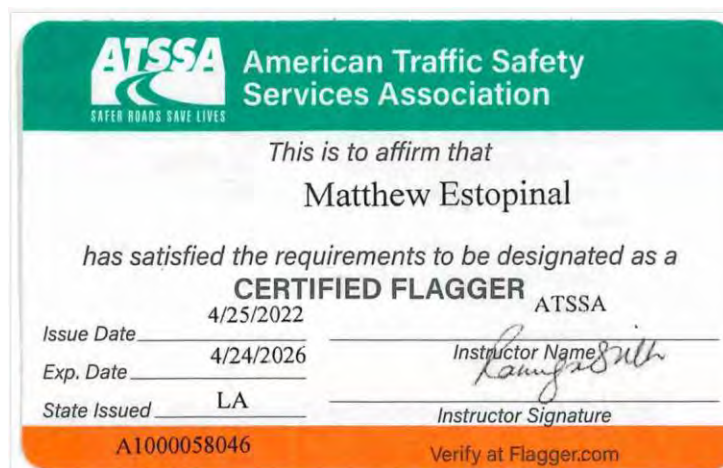 ATSSA
SAFER ROADS SAVE LIVES
American Traffic Safety
Services Association
This is to affirm that
Matthew Estopinal
has satisfied the requirements to be designated as a
CERTIFIED FLAGGER
Issue Date 4/25/2022
ATSSA
Instructor Name
Exp. Date 4/24/2026
State Issued LA
Instructor Signature
A1000058046
Verify at Flagger.com